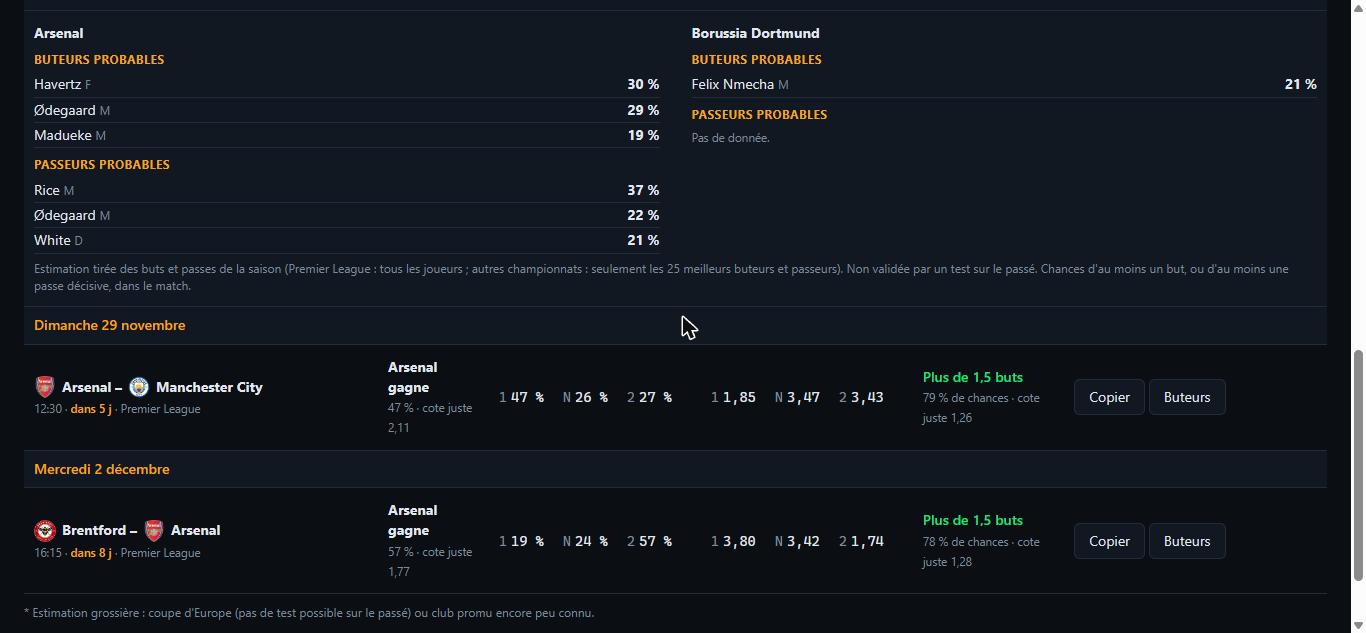 Arsenal
BUTEURS PROBABLES
Havertz F 30 %
Ødegaard M 29 %
Madueke M 19 %
PASSEURS PROBABLES
Rice M 37 %
Ødegaard M 22 %
White D 21 %
Borussia Dortmund
BUTEURS PROBABLES
Felix Nmecha M 21 %
PASSEURS PROBABLES
Pas de donnée.
Estimation tirée des buts et passes de la saison (Premier League : tous les joueurs ; autres championnats : seulement les 25 meilleurs buteurs et passeurs). Non validée par un test sur le passé. Chances d'au moins un but, ou d'au moins une
passe décisive, dans le match.
Dimanche 29 novembre
Arsenal – Manchester City
12:30 · dans 5 j · Premier League
Arsenal
gagne
47 % · cote juste
2,11
1 47 % N 26 % 2 27 % 1 1,85 N 3,47 2 3,43
Plus de 1,5 buts
79 % de chances · cote
juste 1,26
Copier Buteurs
Mercredi 2 décembre
Brentford – Arsenal
16:15 · dans 8 j · Premier League
Arsenal
gagne
57 % · cote juste
1,77
1 19 % N 24 % 2 57 % 1 3,80 N 3,42 2 1,74
Plus de 1,5 buts
78 % de chances · cote
juste 1,28
Copier Buteurs
* Estimation grossière : coupe d'Europe (pas de test possible sur le passé) ou club promu encore peu connu.